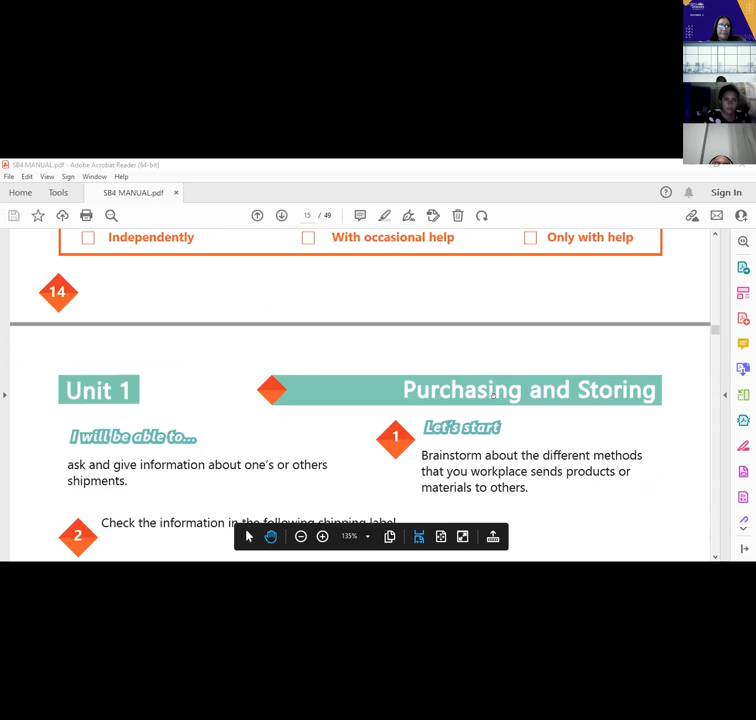 SB4 MANUAL.pdf - Adobe Acrobat Reader (64-bit)
File Edit View Sign Window Help
Home Tools SB4 MANUAL.pdf × Sign In
15 / 49
Independently With occasional help Only with help
14
Unit 1 Purchasing and Storing
I will be able to...
ask and give information about one's or others
shipments.
1 Let's start
Brainstorm about the different methods
that you workplace sends products or
materials to others.
2 Check the information in the following shipping label
135%